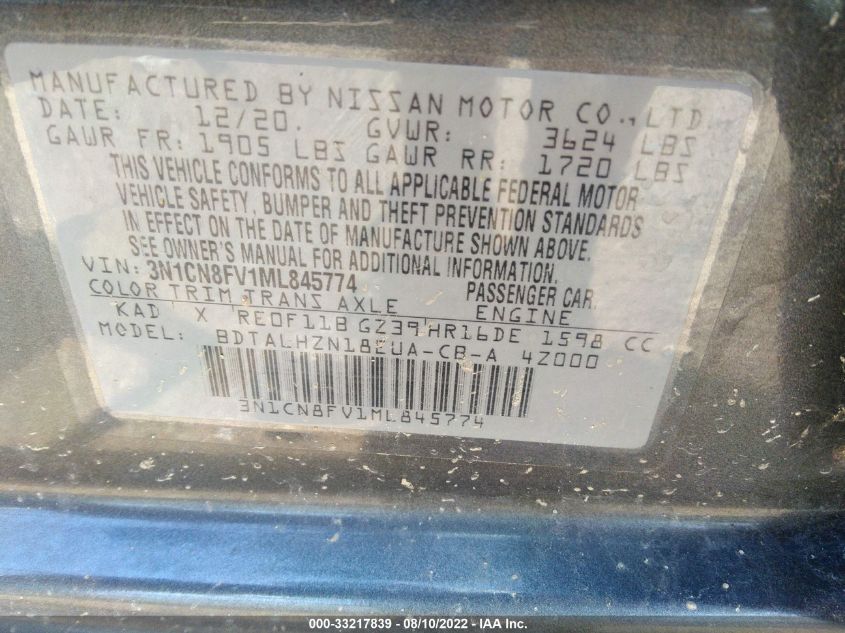 MANUFACTURED BY NISSAN MOTOR CO., LTD.
DATE: 12/20. GVWR: 3624 LBS
GAWR FR: 1905 LBS GAWR RR: 1720 LBS
THIS VEHICLE CONFORMS TO ALL APPLICABLE FEDERAL MOTOR
VEHICLE SAFETY, BUMPER AND THEFT PREVENTION STANDARDS
IN EFFECT ON THE DATE OF MANUFACTURE SHOWN ABOVE.
SEE OWNER'S MANUAL FOR ADDITIONAL INFORMATION.
VIN: 3N1CN8FV1ML845774 PASSENGER CAR
COLOR TRIM TRANS AXLE ENGINE
KAD X RE0F11B GZ39 HR16DE 1598 CC
MODEL: BDTALHZN18EUA-CB-A 4Z000
3N1CN8FV1ML845774
000-33217839 - 08/10/2022 - IAA Inc.